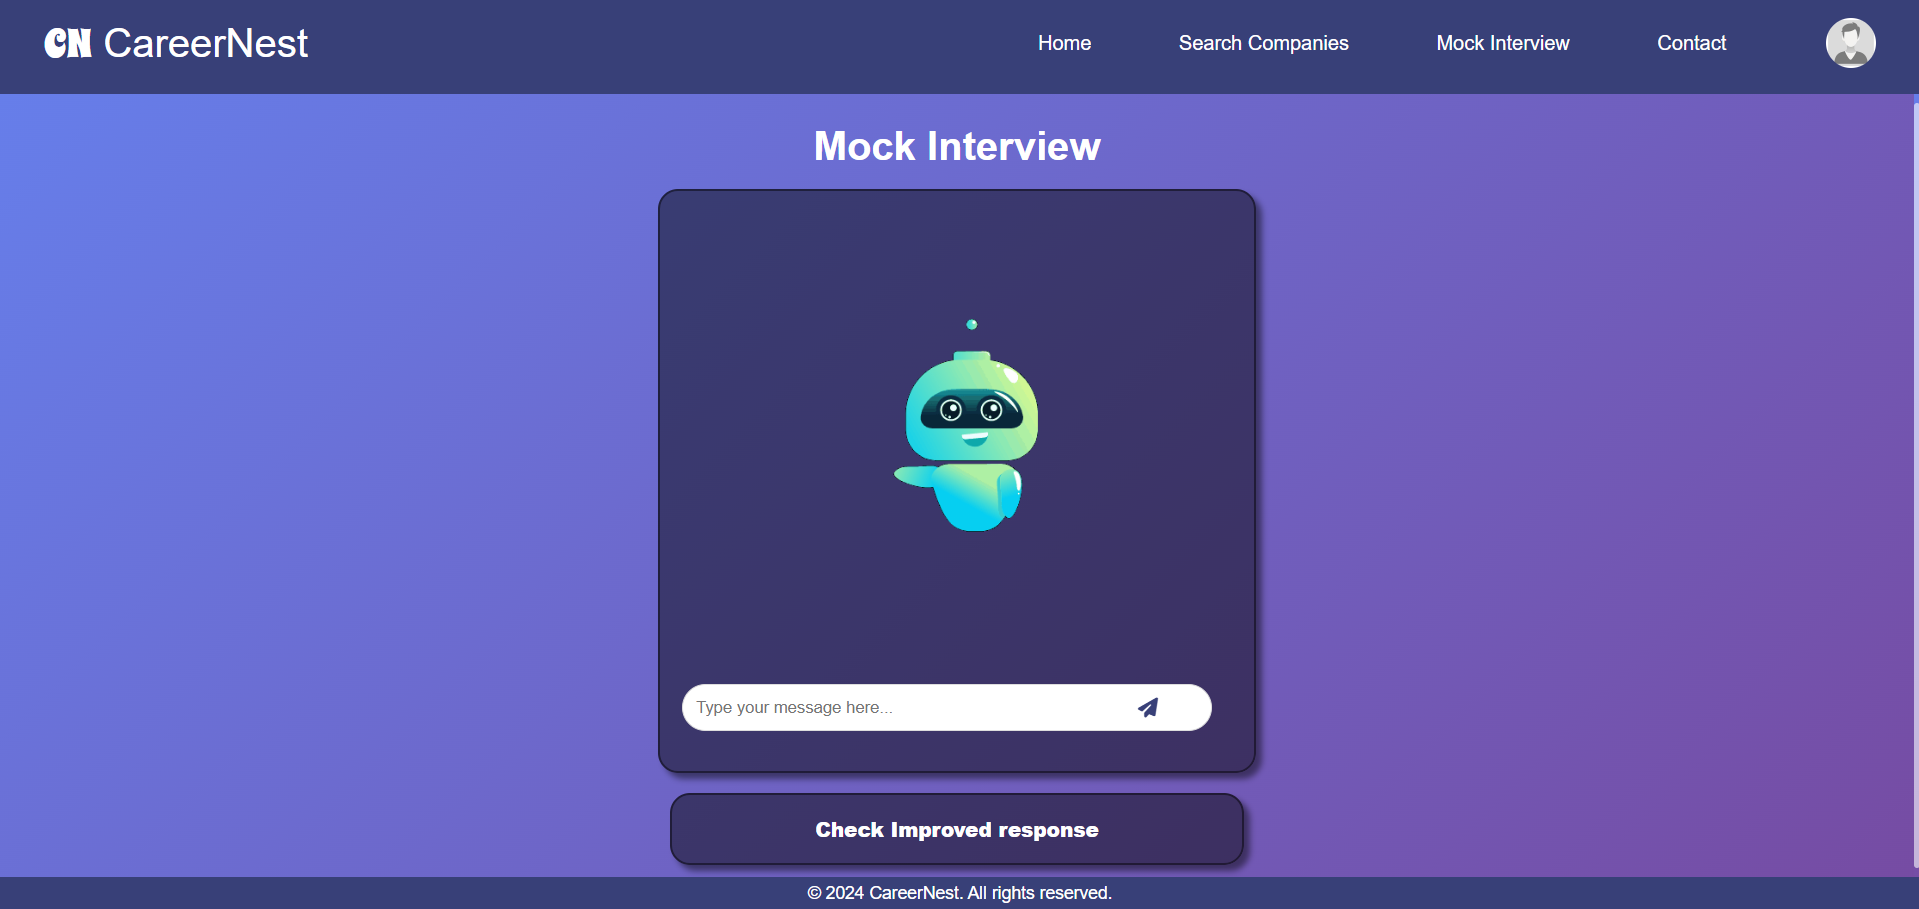 CN CareerNest
Home
Search Companies
Mock Interview
Contact
Mock Interview
Type your message here...
Check Improved response
© 2024 CareerNest. All rights reserved.